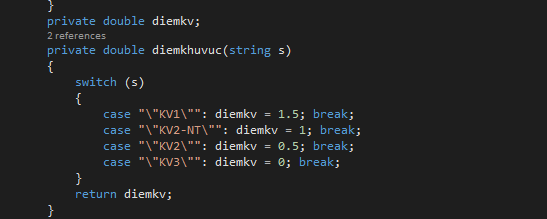 }
private double diemkv;
2 references
private double diemkhuvuc(string s)
{
switch (s)
{
case "\"KV1\"": diemkv = 1.5; break;
case "\"KV2-NT\"": diemkv = 1; break;
case "\"KV2\"": diemkv = 0.5; break;
case "\"KV3\"": diemkv = 0; break;
}
return diemkv;
}